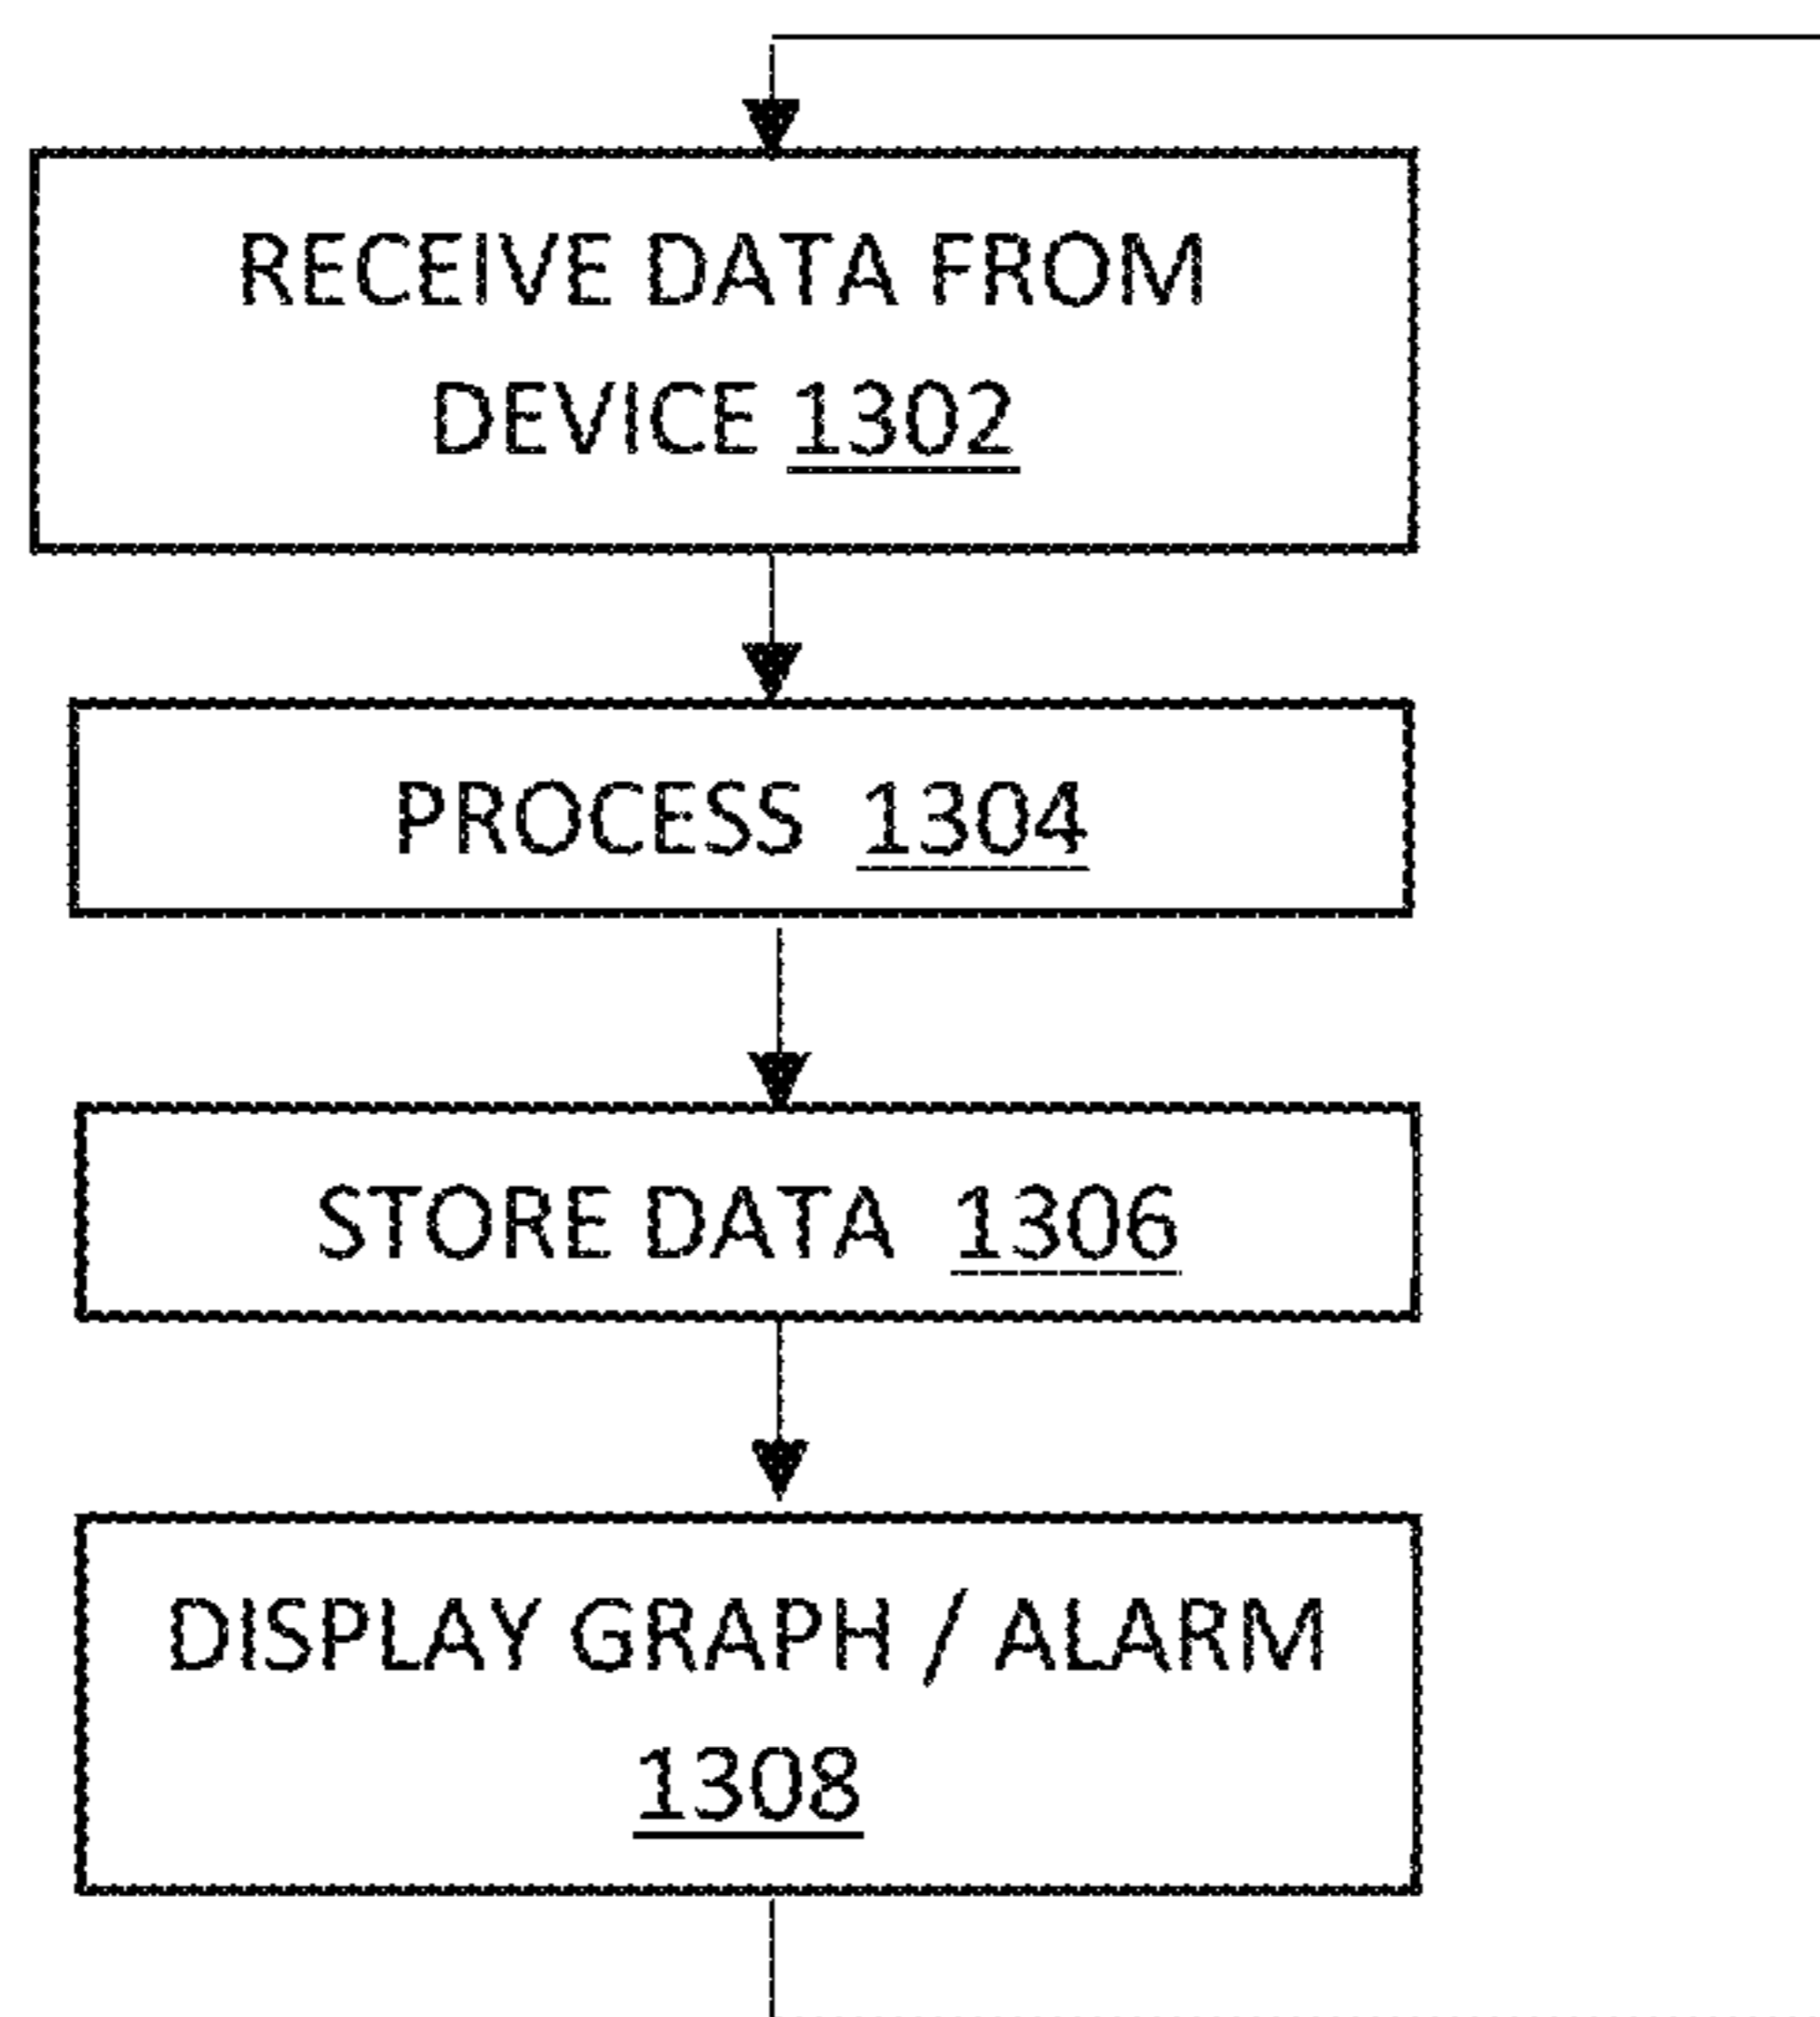 RECEIVE DATA FROM
DEVICE 1302
PROCESS 1304
STORE DATA 1306
DISPLAY GRAPH / ALARM
1308